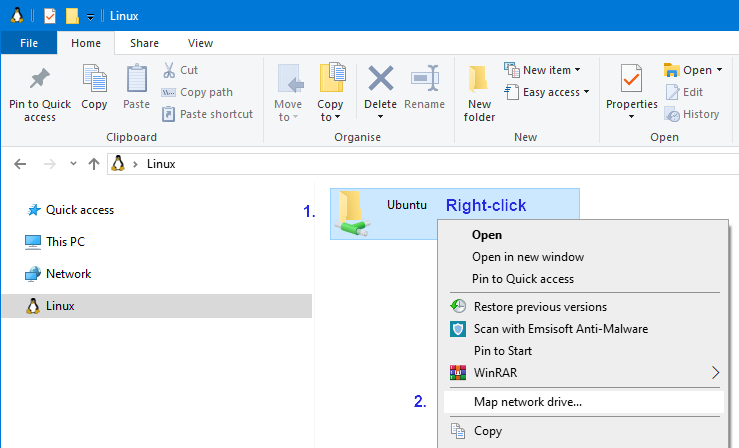 Linux
File Home Share View
Pin to Quick access
Copy
Paste
Cut
Copy path
Paste shortcut
Clipboard
Move to
Copy to
Delete
Rename
Organise
New folder
New item
Easy access
New
Properties
Open
Edit
History
Open
Linux
Quick access
This PC
Network
Linux
1. Ubuntu Right-click
Open
Open in new window
Pin to Quick access
Restore previous versions
Scan with Emsisoft Anti-Malware
Pin to Start
WinRAR
2. Map network drive...
Copy